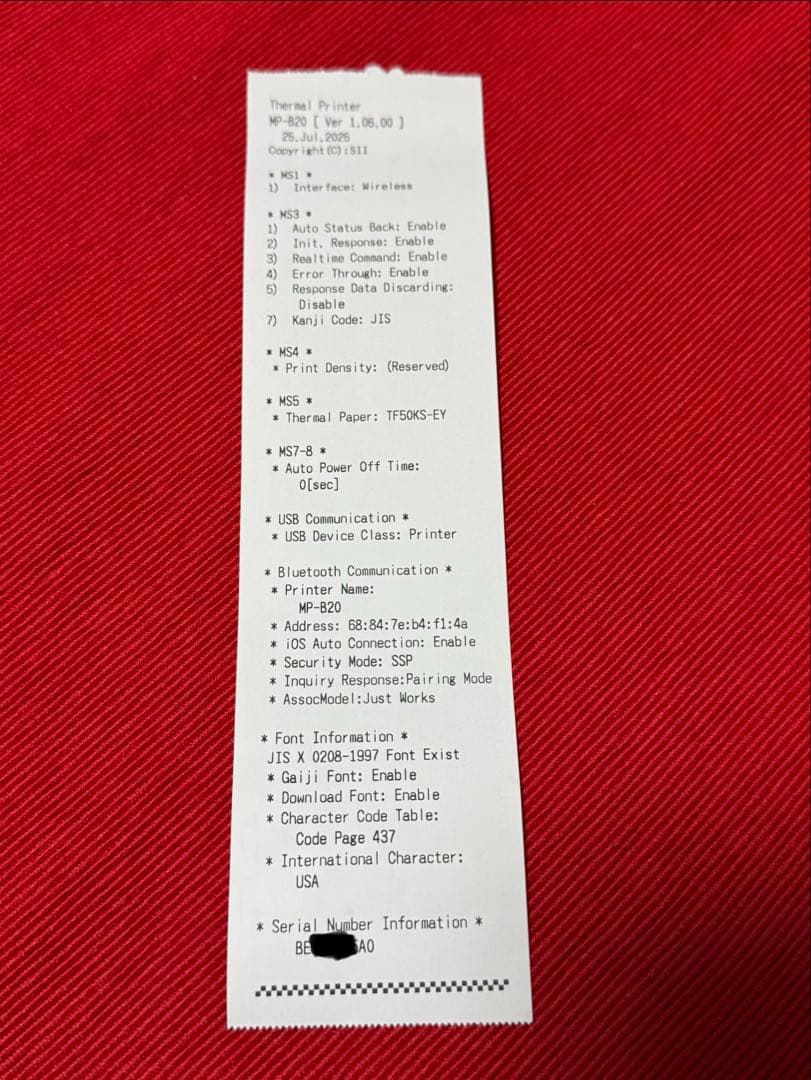 Thermal Printer
MP-B20 [ Ver 1.06.00 ]
25.Jul.2025
Copyright(C):SII
* MS1 *
1) Interface: Wireless
* MS3 *
1) Auto Status Back: Enable
2) Init. Response: Enable
3) Realtime Command: Enable
4) Error Through: Enable
5) Response Data Discarding:
Disable
7) Kanji Code: JIS
* MS4 *
* Print Density: (Reserved)
* MS5 *
* Thermal Paper: TF50KS-EY
* MS7-8 *
* Auto Power Off Time:
0[sec]
* USB Communication *
* USB Device Class: Printer
* Bluetooth Communication *
* Printer Name:
MP-B20
* Address: 68:84:7e:b4:f1:4a
* iOS Auto Connection: Enable
* Security Mode: SSP
* Inquiry Response:Pairing Mode
* AssocModel:Just Works
* Font Information *
JIS X 0208-1997 Font Exist
* Gaiji Font: Enable
* Download Font: Enable
* Character Code Table:
Code Page 437
* International Character:
USA
* Serial Number Information *